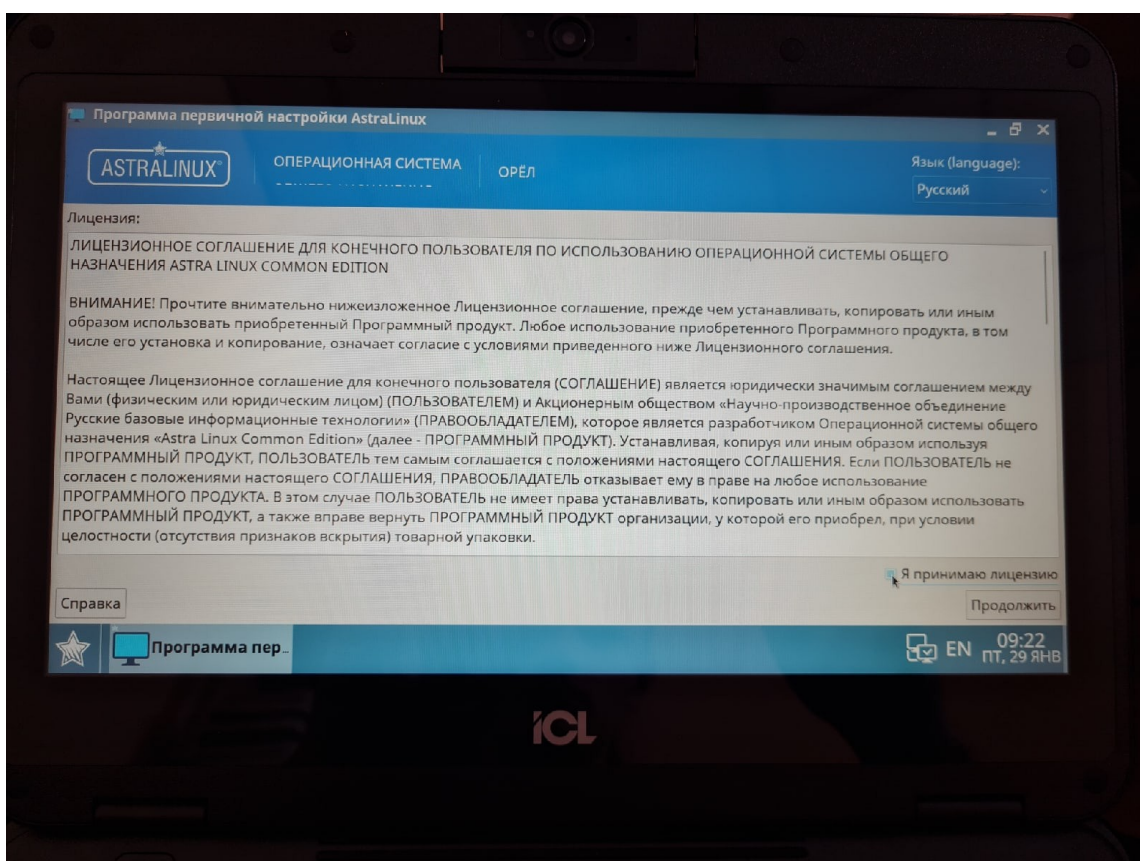 Программа первичной настройки AstraLinux
ASTRALINUX®
ОПЕРАЦИОННАЯ СИСТЕМА
ОРЁЛ
Язык (language):
Русский
Лицензия:
ЛИЦЕНЗИОННОЕ СОГЛАШЕНИЕ ДЛЯ КОНЕЧНОГО ПОЛЬЗОВАТЕЛЯ ПО ИСПОЛЬЗОВАНИЮ ОПЕРАЦИОННОЙ СИСТЕМЫ ОБЩЕГО
НАЗНАЧЕНИЯ ASTRA LINUX COMMON EDITION
ВНИМАНИЕ! Прочтите внимательно нижеизложенное Лицензионное соглашение, прежде чем устанавливать, копировать или иным
образом использовать приобретенный Программный продукт. Любое использование приобретенного Программного продукта, в том
числе его установка и копирование, означает согласие с условиями приведенного ниже Лицензионного соглашения.
Настоящее Лицензионное соглашение для конечного пользователя (СОГЛАШЕНИЕ) является юридически значимым соглашением между
Вами (физическим или юридическим лицом) (ПОЛЬЗОВАТЕЛЕМ) и Акционерным обществом «Научно-производственное объединение
Русские базовые информационные технологии» (ПРАВООБЛАДАТЕЛЕМ), которое является разработчиком Операционной системы общего
назначения «Astra Linux Common Edition» (далее - ПРОГРАММНЫЙ ПРОДУКТ). Устанавливая, копируя или иным образом используя
ПРОГРАММНЫЙ ПРОДУКТ, ПОЛЬЗОВАТЕЛЬ тем самым соглашается с положениями настоящего СОГЛАШЕНИЯ. Если ПОЛЬЗОВАТЕЛЬ не
согласен с положениями настоящего СОГЛАШЕНИЯ, ПРАВООБЛАДАТЕЛЬ отказывает ему в праве на любое использование
ПРОГРАММНОГО ПРОДУКТА. В этом случае ПОЛЬЗОВАТЕЛЬ не имеет права устанавливать, копировать или иным образом использовать
ПРОГРАММНЫЙ ПРОДУКТ, а также вправе вернуть ПРОГРАММНЫЙ ПРОДУКТ организации, у которой его приобрел, при условии
целостности (отсутствия признаков вскрытия) товарной упаковки.
Я принимаю лицензию
Справка
Продолжить
Программа пер...
EN
09:22
ПТ, 29 ЯНВ
iCL